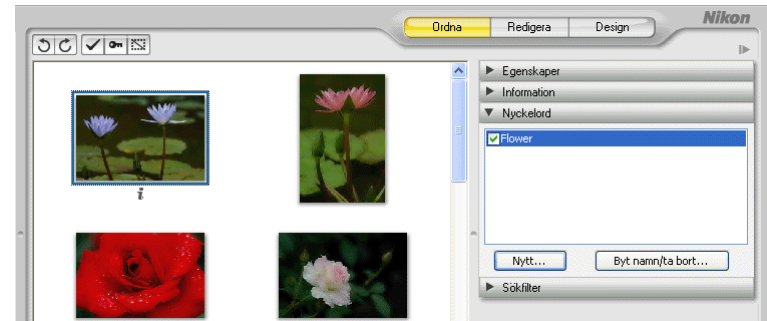 Nikon
Ordna
Redigera
Design
Egenskaper
Information
Nyckelord
Flower
Nytt...
Byt namn/ta bort...
Sökfilter